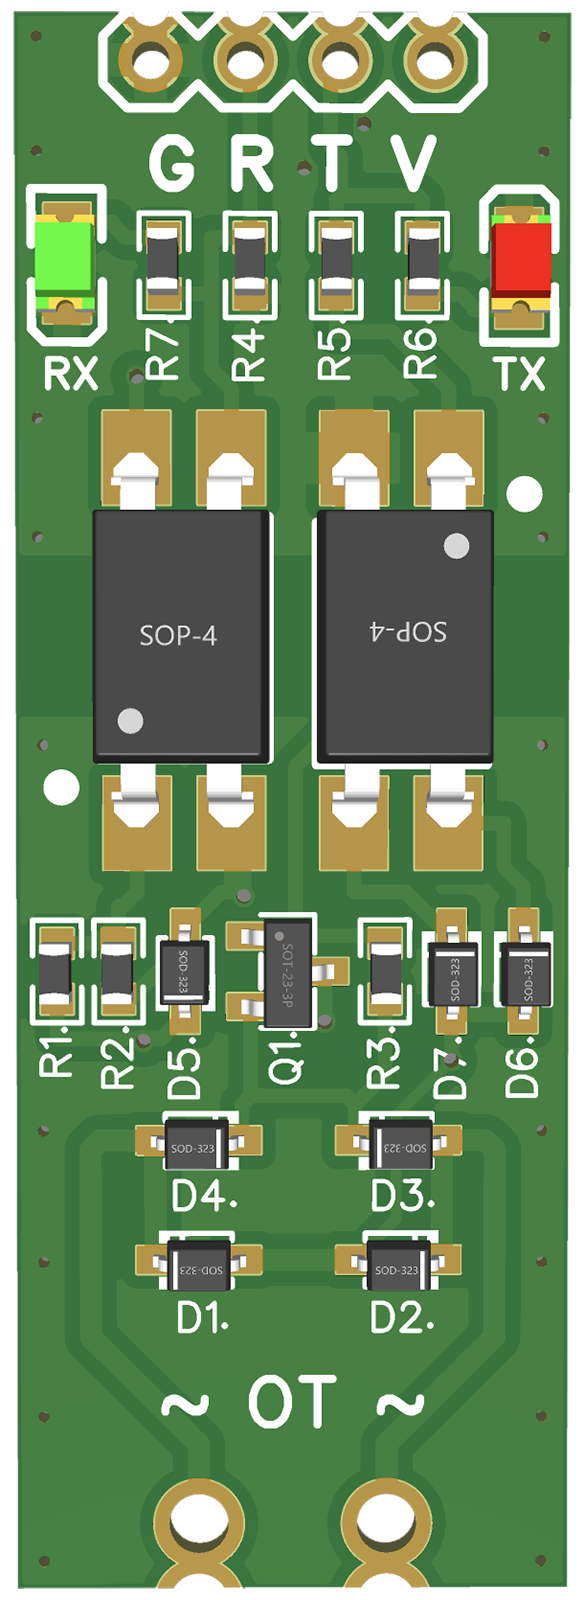 G R T V
R7. R4. R5. R6.
RX TX
SOP-4 SOP-4
SOD-323 SOT-23-3P SOD-323 SOD-323
R1. R2. D5. Q1. R3. D7. D6.
SOD-323 SOD-323
D4. D3.
SOD-323 SOD-323
D1. D2.
~ OT ~